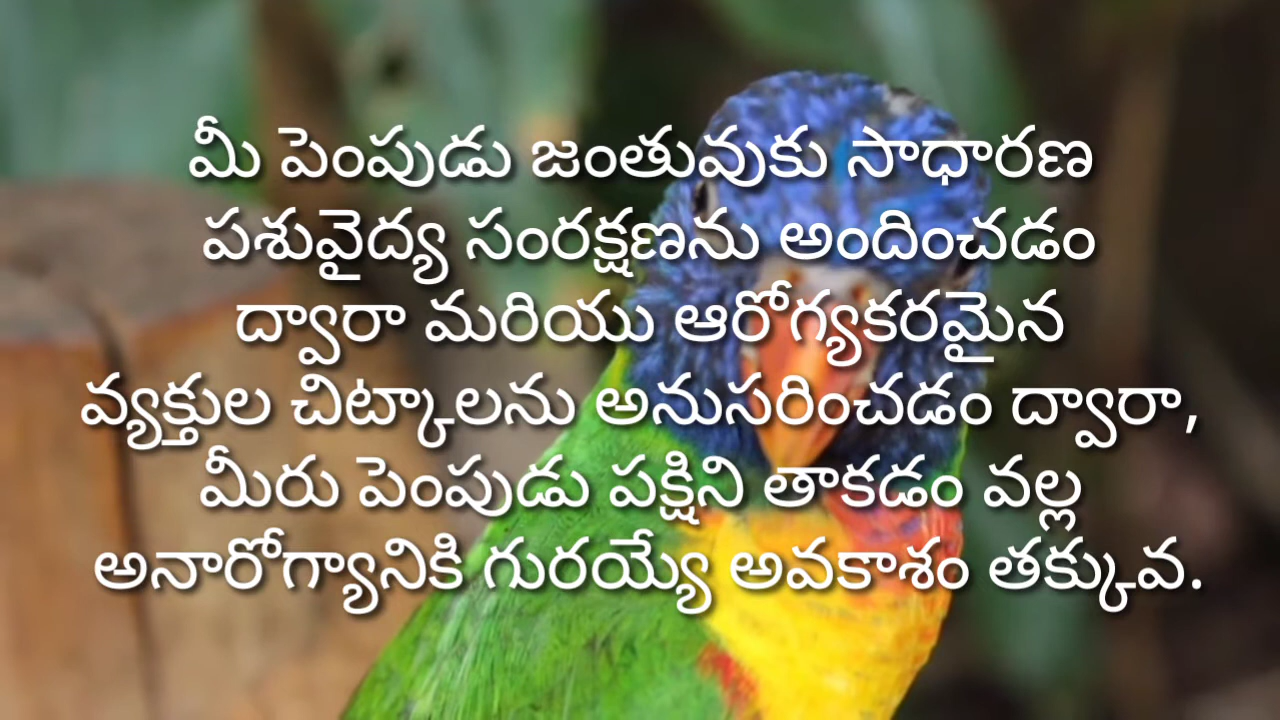 మీ పెంపుడు జంతువుకు సాధారణ
పశువైద్య సంరక్షణను అందించడం
ద్వారా మరియు ఆరోగ్యకరమైన
వ్యక్తుల చిట్కాలను అనుసరించడం ద్వారా,
మీరు పెంపుడు పక్షిని తాకడం వల్ల
అనారోగ్యానికి గురయ్యే అవకాశం తక్కువ.